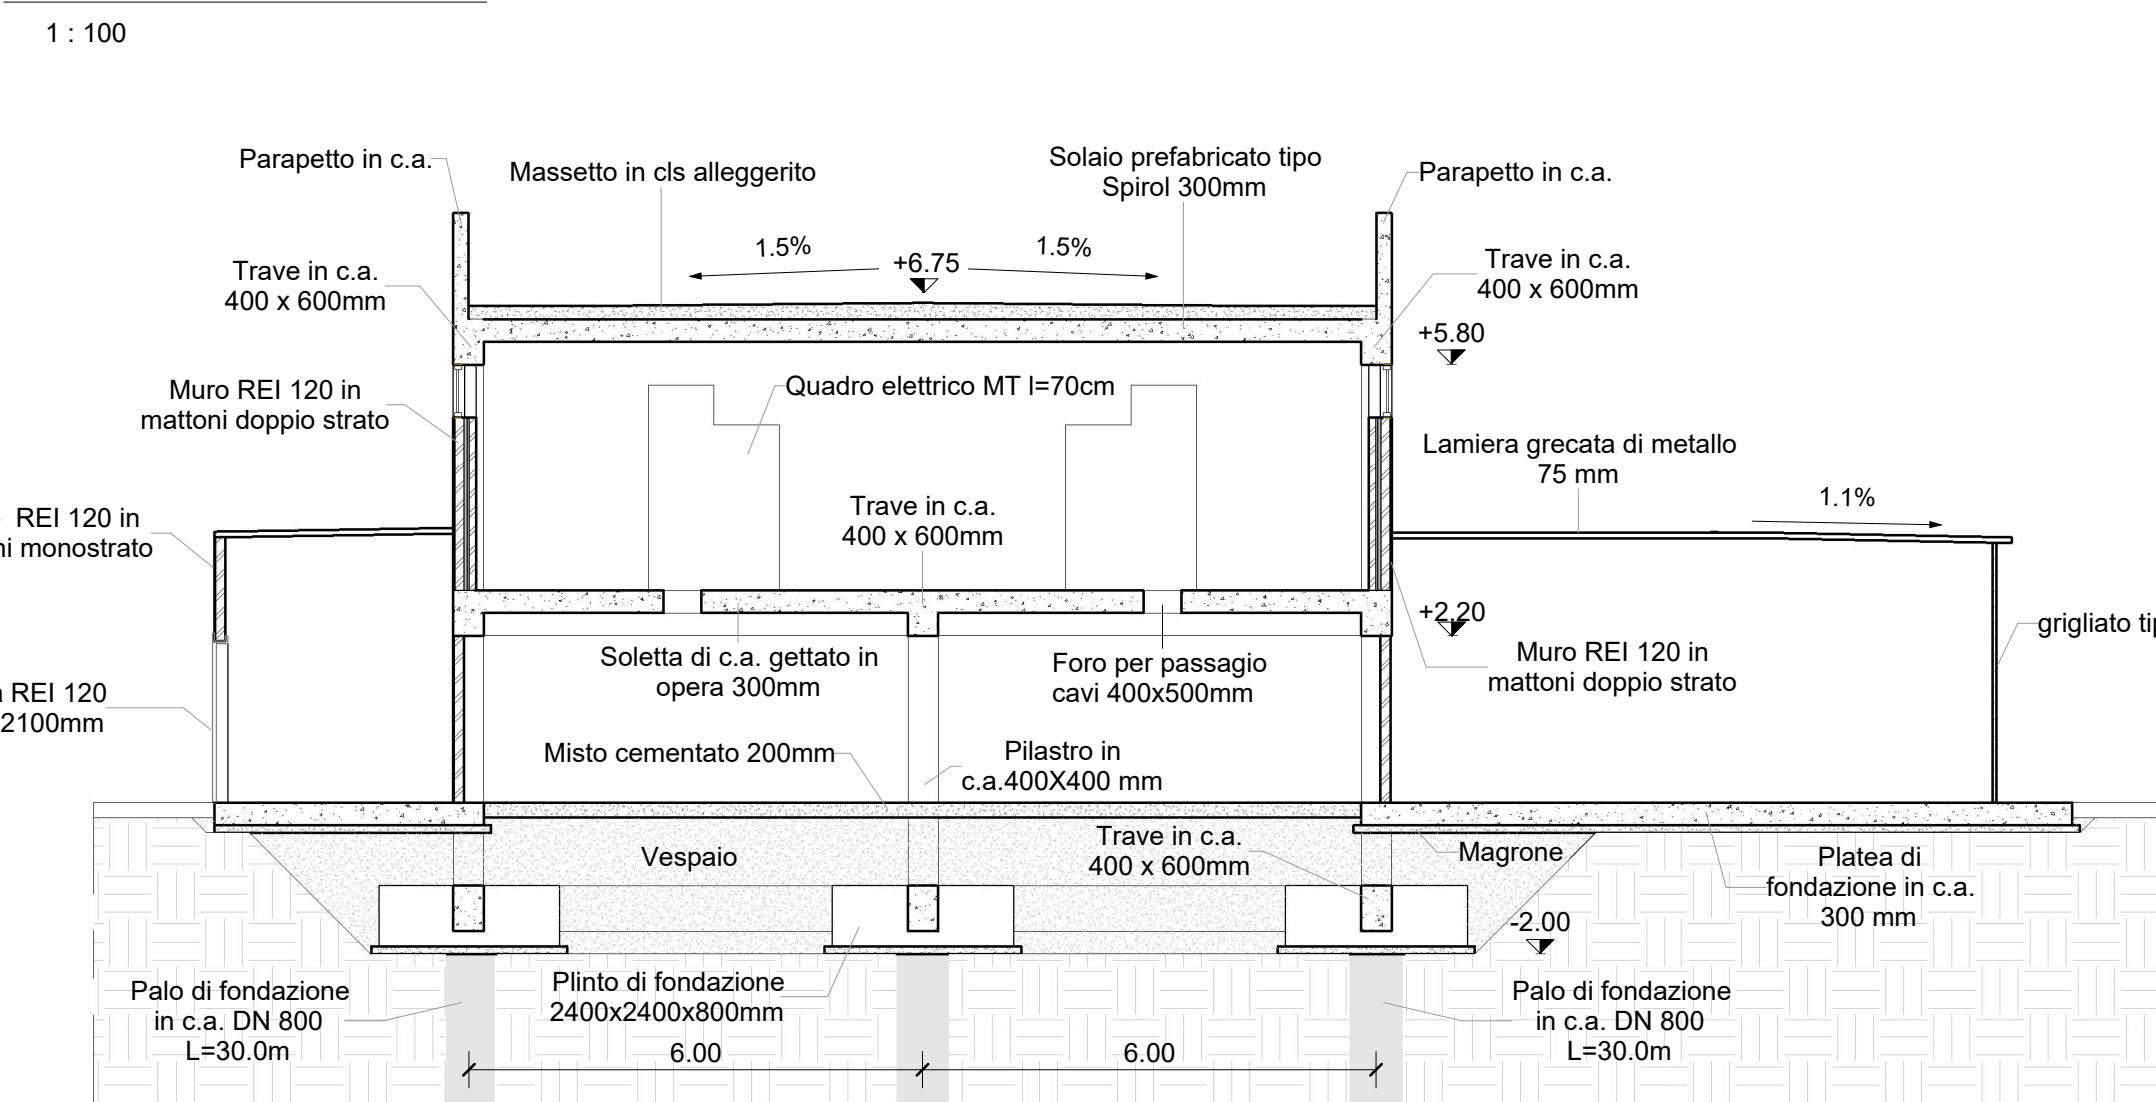 1 : 100
Parapetto in c.a.
Massetto in cls alleggerito
Solaio prefabricato tipo
Spirol 300mm
Parapetto in c.a.
1.5%
+6.75
1.5%
Trave in c.a.
400 x 600mm
Trave in c.a.
400 x 600mm
+5.80
Muro REI 120 in
mattoni doppio strato
Quadro elettrico MT l=70cm
Lamiera grecata di metallo
75 mm
1.1%
REI 120 in
monostrato
Trave in c.a.
400 x 600mm
+2.20
grigliato
Soletta di c.a. gettato in
opera 300mm
Foro per passagio
cavi 400x500mm
Muro REI 120 in
mattoni doppio strato
REI 120
2100mm
Misto cementato 200mm
Pilastro in
c.a.400X400 mm
Vespaio
Trave in c.a.
400 x 600mm
Magrone
Platea di
fondazione in c.a.
300 mm
-2.00
Palo di fondazione
in c.a. DN 800
L=30.0m
Plinto di fondazione
2400x2400x800mm
Palo di fondazione
in c.a. DN 800
L=30.0m
6.00
6.00